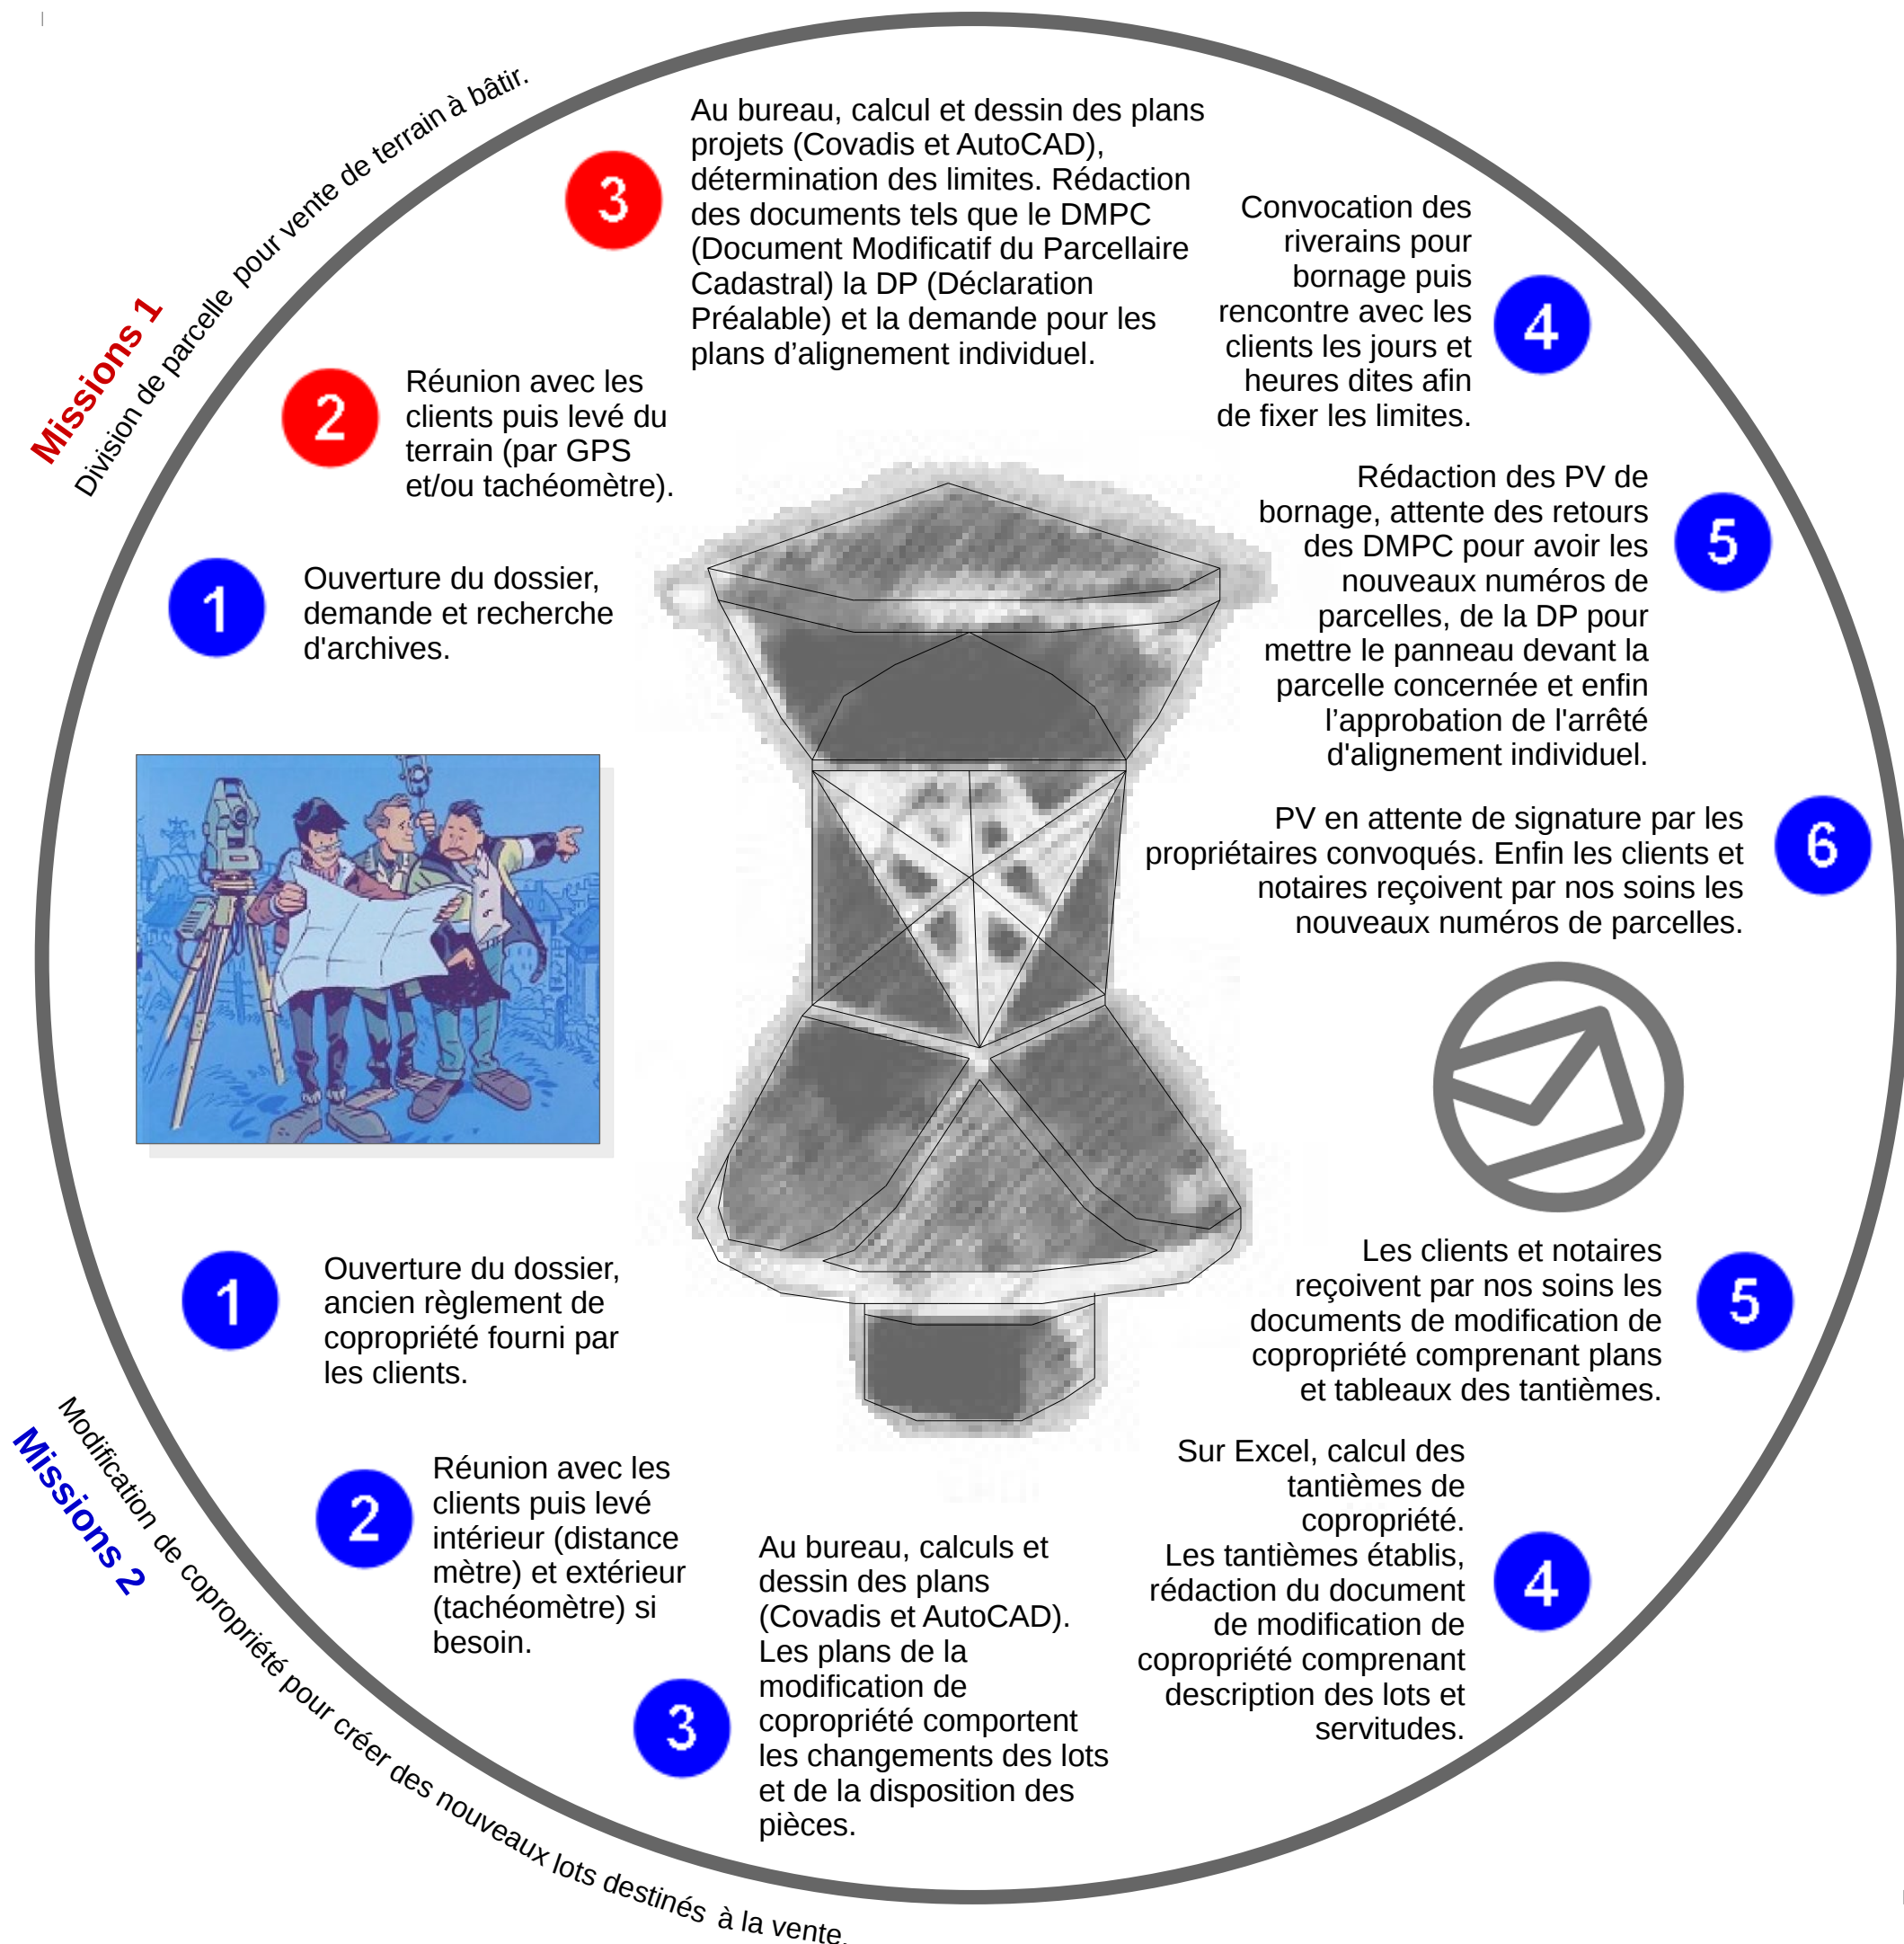 Missions 1
Division de parcelle pour vente de terrain à bâtir.
1
Ouverture du dossier,
demande et recherche
d'archives.
2
Réunion avec les
clients puis levé du
terrain (par GPS
et/ou tachéomètre).
3
Au bureau, calcul et dessin des plans
projets (Covadis et AutoCAD),
détermination des limites. Rédaction
des documents tels que le DMPC
(Document Modificatif du Parcellaire
Cadastral) la DP (Déclaration
Préalable) et la demande pour les
plans d’alignement individuel.
4
Convocation des
riverains pour
bornage puis
rencontre avec les
clients les jours et
heures dites afin
de fixer les limites.
5
Rédaction des PV de
bornage, attente des retours
des DMPC pour avoir les
nouveaux numéros de
parcelles, de la DP pour
mettre le panneau devant la
parcelle concernée et enfin
l’approbation de l'arrêté
d'alignement individuel.
6
PV en attente de signature par les
propriétaires convoqués. Enfin les clients et
notaires reçoivent par nos soins les
nouveaux numéros de parcelles.
Missions 2
Modification de copropriété pour créer des nouveaux lots destinés à la vente.
1
Ouverture du dossier,
ancien règlement de
copropriété fourni par
les clients.
2
Réunion avec les
clients puis levé
intérieur (distance
mètre) et extérieur
(tachéomètre) si
besoin.
3
Au bureau, calculs et
dessin des plans
(Covadis et AutoCAD).
Les plans de la
modification de
copropriété comportent
les changements des lots
et de la disposition des
pièces.
4
Sur Excel, calcul des
tantièmes de
copropriété.
Les tantièmes établis,
rédaction du document
de modification de
copropriété comprenant
description des lots et
servitudes.
5
Les clients et notaires
reçoivent par nos soins les
documents de modification de
copropriété comprenant plans
et tableaux des tantièmes.